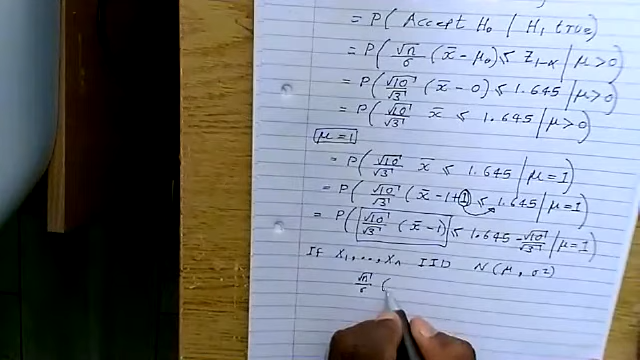 = P( Accept H₀ | H₁ true)
= P( √n/σ (x̄ - μ₀) ≤ Z₁₋α | μ > 0)
= P( √10/√3 (x̄ - 0) ≤ 1.645 | μ > 0)
= P( √10/√3 x̄ ≤ 1.645 | μ > 0)
μ = 1
= P( √10/√3 x̄ ≤ 1.645 | μ = 1)
= P( √10/√3 (x̄ - 1 + 1) ≤ 1.645 | μ = 1)
= P( √10/√3 (x̄ - 1) ≤ 1.645 - √10/√3 | μ = 1)
If X₁, ..., Xₙ IID N(μ, σ²)
√n/σ (